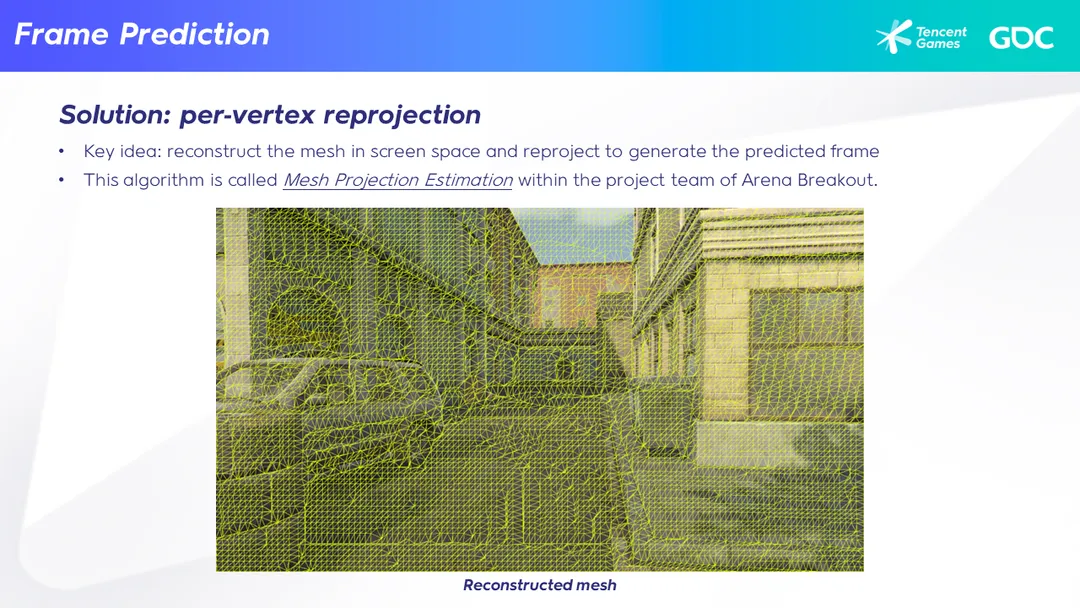 Frame Prediction
Tencent
Games
GDC
Solution: per-vertex reprojection
• Key idea: reconstruct the mesh in screen space and reproject to generate the predicted frame
• This algorithm is called Mesh Projection Estimation within the project team of Arena Breakout.
Reconstructed mesh